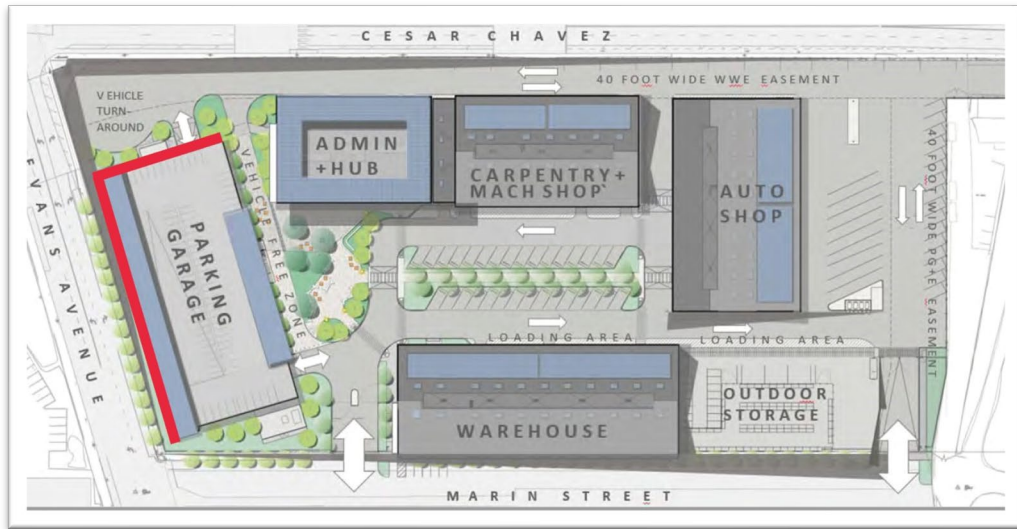 CESAR CHAVEZ
40 FOOT WIDE WWE EASEMENT
VEHICLE
TURN-
AROUND
ADMIN
+HUB
CARPENTRY+
MACH SHOP`
AUTO
SHOP
40 FOOT WIDE PG+E EASEMENT
EVANS AVENUE
PARKING
GARAGE
VEHICLE FREE ZONE
LOADING AREA
LOADING AREA
OUTDOOR
STORAGE
WAREHOUSE
MARIN STREET